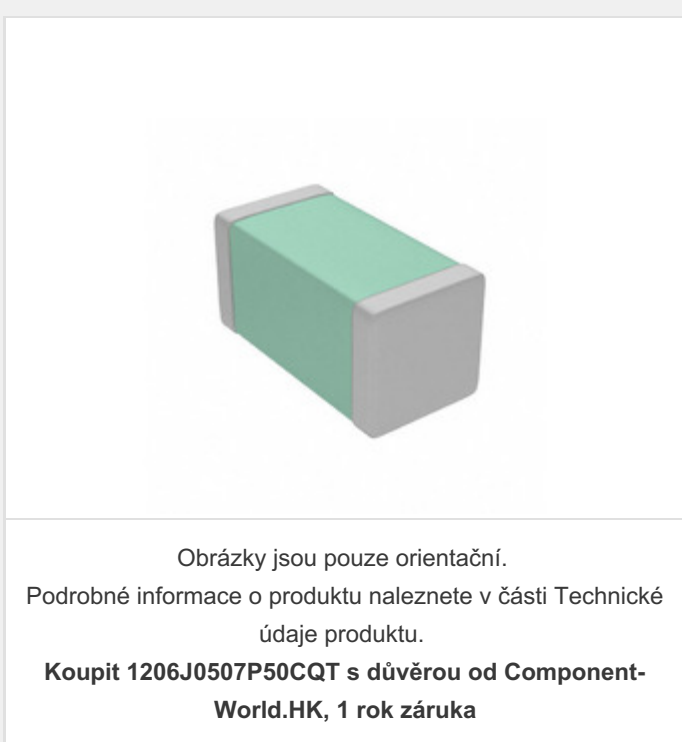 Obrázky jsou pouze orientační.
Podrobné informace o produktu naleznete v části Technické
údaje produktu.
Koupit 1206J0507P50CQT s důvěrou od Component-
World.HK, 1 rok záruka